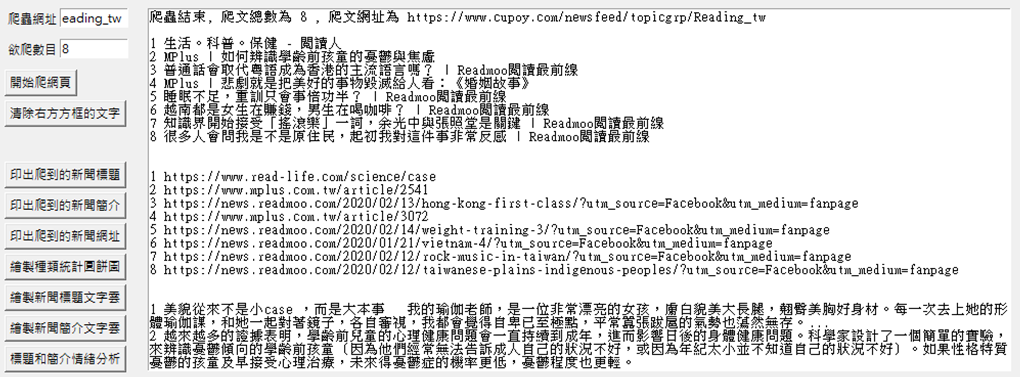 爬蟲網址 eading_tw
欲爬數目 8
開始爬網頁
清除右方方框的文字
印出爬到的新聞標題
印出爬到的新聞簡介
印出爬到的新聞網址
繪製種類統計圓餅圖
繪製新聞標題文字雲
繪製新聞簡介文字雲
標題和簡介情緒分析
爬蟲結束, 爬文總數為 8 , 爬文網址為 https://www.cupoy.com/newsfeed/topicgrp/Reading_tw
1 生活。科普。保健 - 閱讀人
2 MPlus | 如何辨識學齡前孩童的憂鬱與焦慮
3 普通話會取代粵語成為香港的主流語言嗎？ | Readmoo閱讀最前線
4 MPlus | 悲劇就是把美好的事物毀滅給人看：《婚姻故事》
5 睡眠不足，重訓只會事倍功半？ | Readmoo閱讀最前線
6 越南都是女生在賺錢，男生在喝咖啡？ | Readmoo閱讀最前線
7 知識界開始接受「搖滾樂」一詞，余光中與張照堂是關鍵 | Readmoo閱讀最前線
8 很多人會問我是不是原住民，起初我對這件事非常反感 | Readmoo閱讀最前線
1 https://www.read-life.com/science/case
2 https://www.mplus.com.tw/article/2541
3 https://news.readmoo.com/2020/02/13/hong-kong-first-class/?utm_source=Facebook&utm_medium=fanpage
4 https://www.mplus.com.tw/article/3072
5 https://news.readmoo.com/2020/02/14/weight-training-3/?utm_source=Facebook&utm_medium=fanpage
6 https://news.readmoo.com/2020/01/21/vietnam-4/?utm_source=Facebook&utm_medium=fanpage
7 https://news.readmoo.com/2020/02/12/rock-music-in-taiwan/?utm_source=Facebook&utm_medium=fanpage
8 https://news.readmoo.com/2020/02/12/taiwanese-plains-indigenous-peoples/?utm_source=Facebook&utm_medium=fanpage
1 美貌從來不是小case ，而是大本事 我的瑜伽老師，是一位非常漂亮的女孩，膚白貌美大長腿，翹臀美胸好身材。每一次去上她的形
體瑜伽課，和她一起對著鏡子，各自審視，我都會覺得自卑已至極點，平常囂張跋扈的氣勢也蕩然無存。 ...
2 越來越多的證據表明，學齡前兒童的心理健康問題會一直持續到成年，進而影響日後的身體健康問題。科學家設計了一個簡單的實驗，
來辨識憂鬱傾向的學齡前孩童（因為他們經常無法告訴成人自己的狀況不好，或因為年紀太小並不知道自己的狀況不好）。如果性格特質
憂鬱的孩童及早接受心理治療，未來得憂鬱症的機率更低，憂鬱程度也更輕。